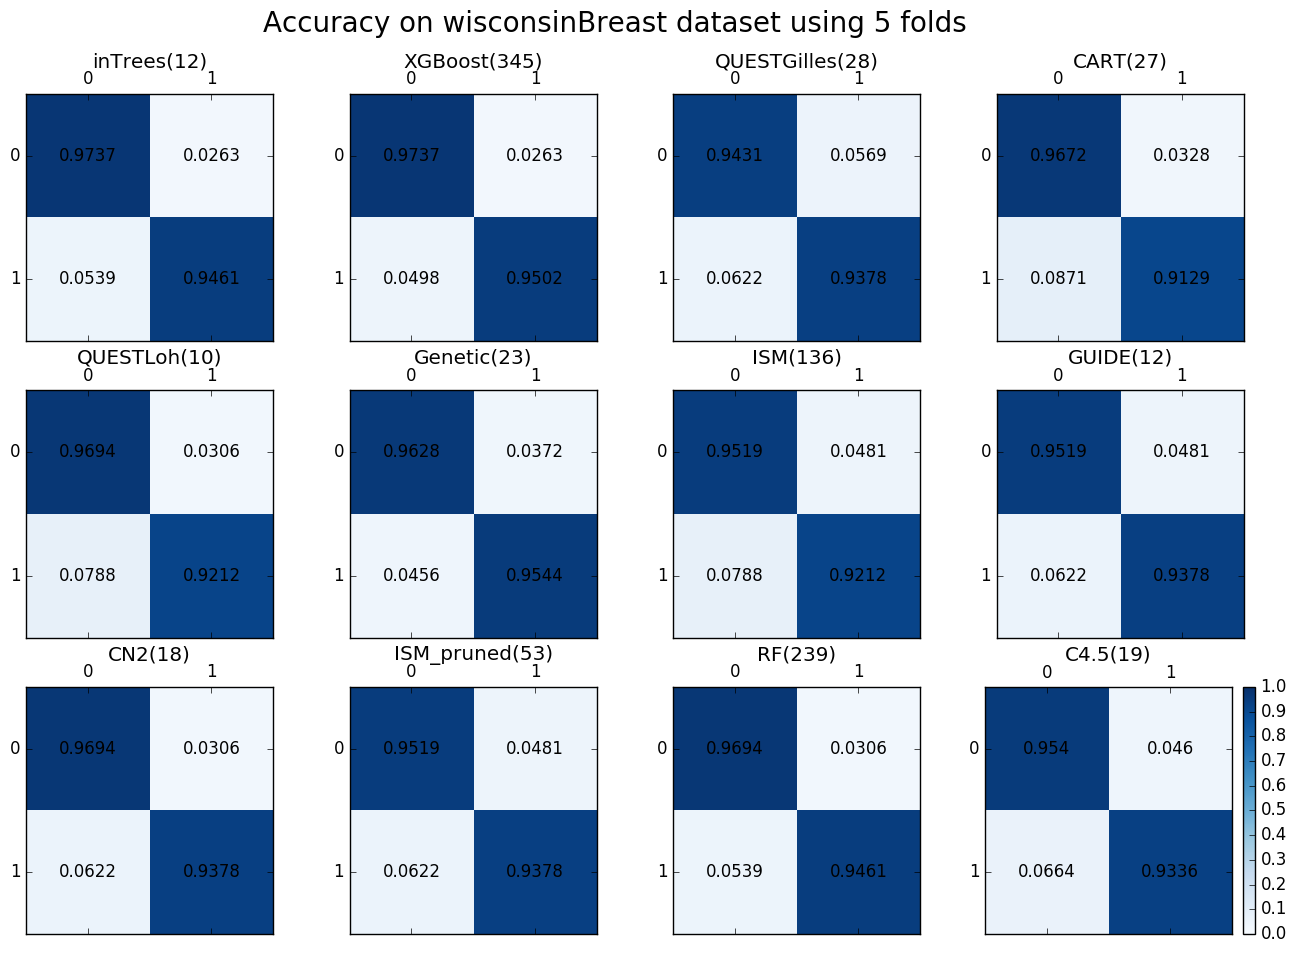 Accuracy on wisconsinBreast dataset using 5 folds
inTrees(12) XGBoost(345) QUESTGilles(28) CART(27)
0 1 0 1 0 1 0 1
0 0.9737 0.0263 0 0.9737 0.0263 0 0.9431 0.0569 0 0.9672 0.0328
1 0.0539 0.9461 1 0.0498 0.9502 1 0.0622 0.9378 1 0.0871 0.9129
QUESTLoh(10) Genetic(23) ISM(136) GUIDE(12)
0 1 0 1 0 1 0 1
0 0.9694 0.0306 0 0.9628 0.0372 0 0.9519 0.0481 0 0.9519 0.0481
1 0.0788 0.9212 1 0.0456 0.9544 1 0.0788 0.9212 1 0.0622 0.9378
CN2(18) ISM_pruned(53) RF(239) C4.5(19)
0 1 0 1 0 1 0 1
0 0.9694 0.0306 0 0.9519 0.0481 0 0.9694 0.0306 0 0.954 0.046
1 0.0622 0.9378 1 0.0622 0.9378 1 0.0539 0.9461 1 0.0664 0.9336
1.0
0.9
0.8
0.7
0.6
0.5
0.4
0.3
0.2
0.1
0.0